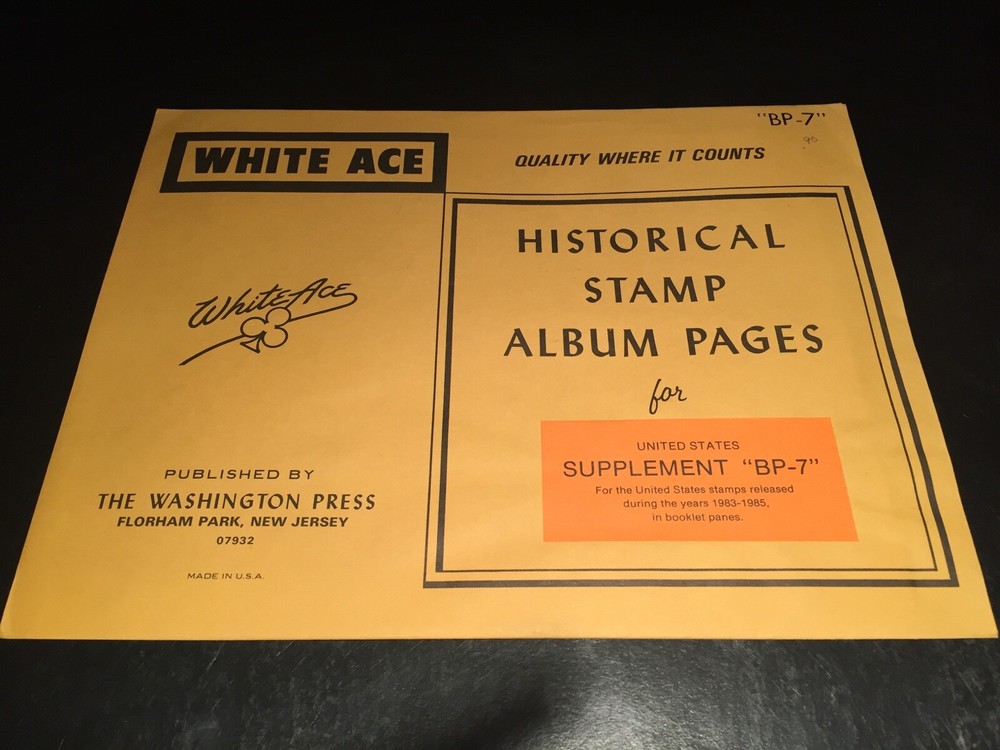 "BP-7"
WHITE ACE
QUALITY WHERE IT COUNTS
HISTORICAL
STAMP
ALBUM PAGES
for
White Ace
UNITED STATES
SUPPLEMENT "BP-7"
For the United States stamps released
during the years 1983-1985,
in booklet panes.
PUBLISHED BY
THE WASHINGTON PRESS
FLORHAM PARK, NEW JERSEY
07932
MADE IN U.S.A.